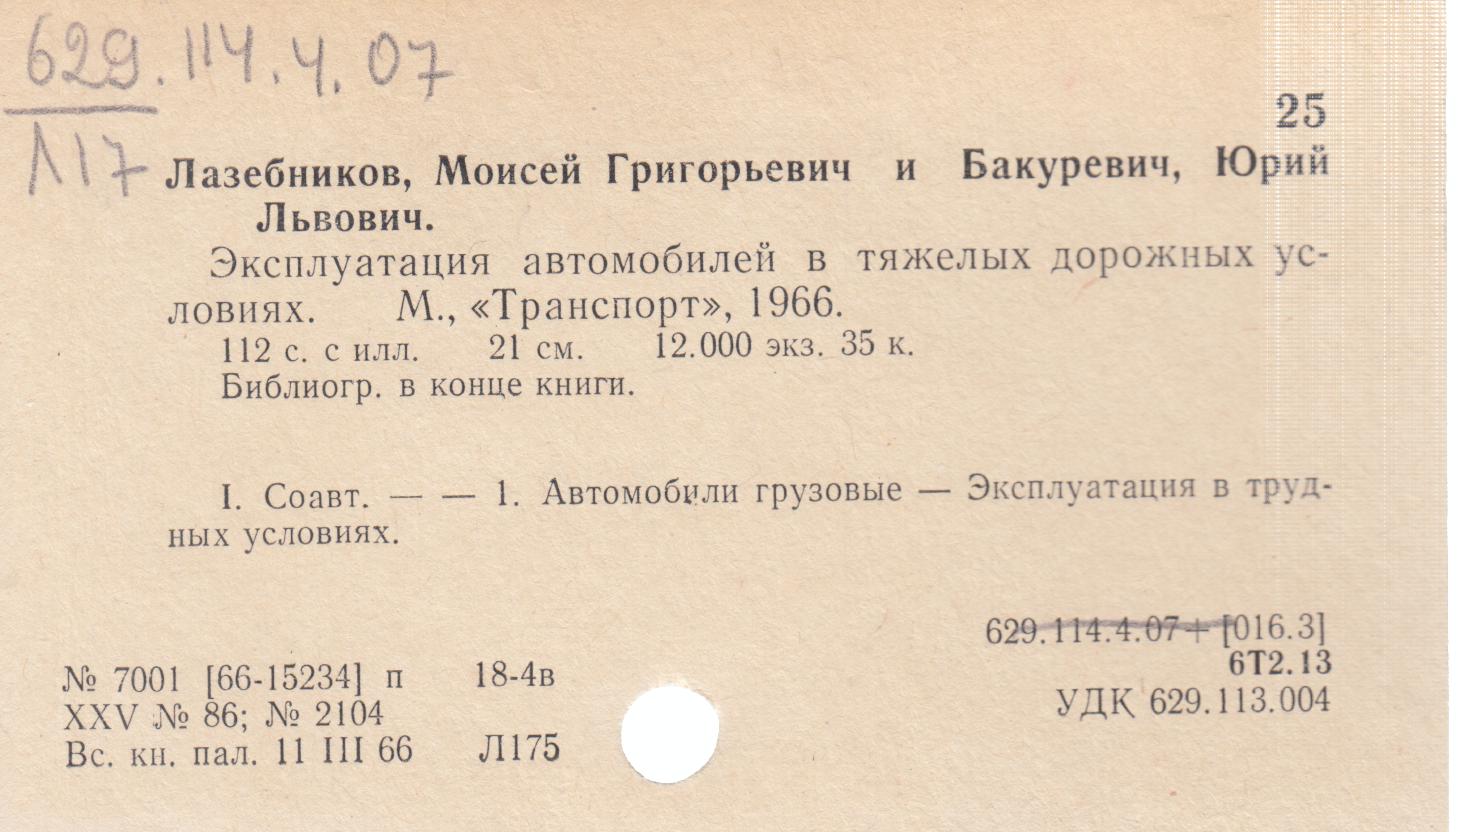 629.114.4.07
25
Л17
Лазебников, Моисей Григорьевич и Бакуревич, Юрий
Львович.
Эксплуатация автомобилей в тяжелых дорожных ус-
ловиях. М., «Транспорт», 1966.
112 с. с илл. 21 см. 12.000 экз. 35 к.
Библиогр. в конце книги.
I. Соавт. — — 1. Автомобили грузовые — Эксплуатация в труд-
ных условиях.
629.114.4.07+[016.3]
6Т2.13
№ 7001 [66-15234] п 18-4в
УДК 629.113.004
XXV № 86; № 2104
Вс. кн. пал. 11 III 66 Л175